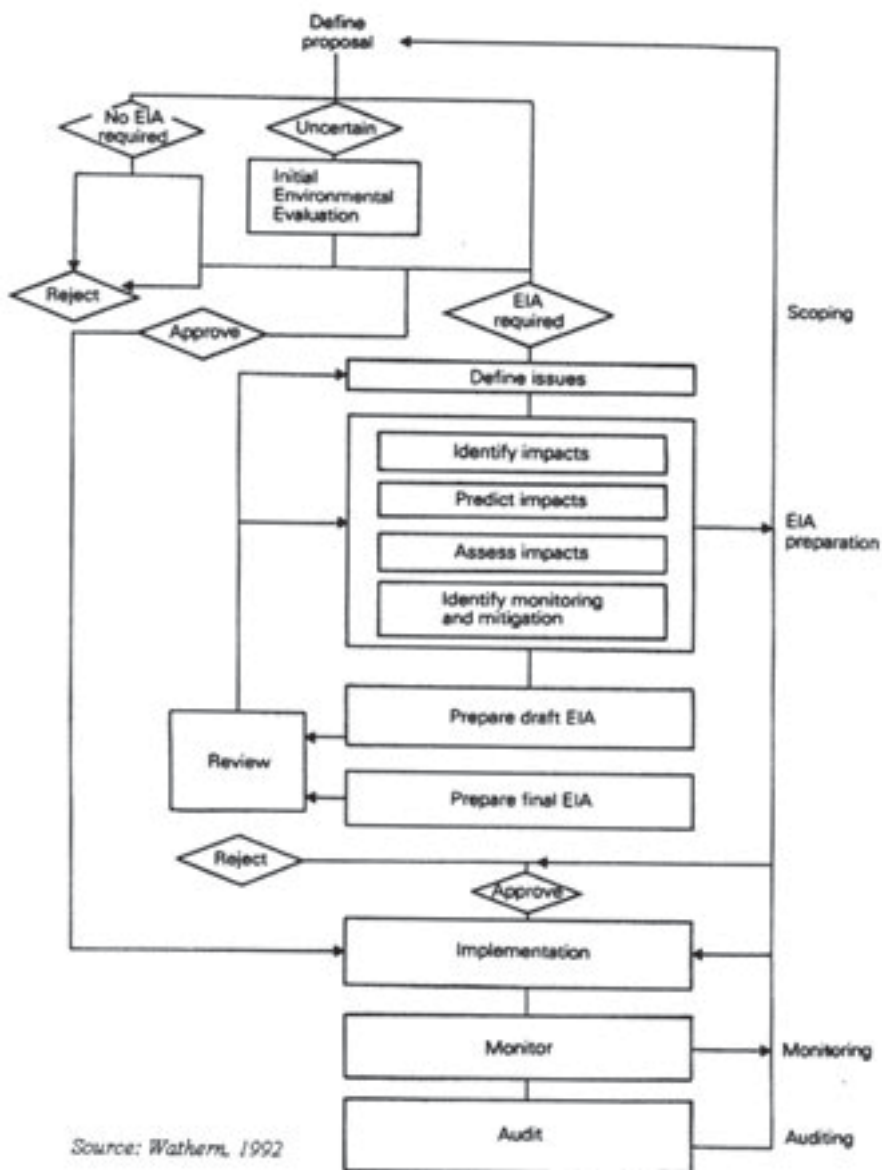 Define
proposal
No EIA
required
Uncertain
Initial
Environmental
Evaluation
Reject
Approve
EIA
required
Scoping
Define issues
Identify impacts
Predict impacts
Assess impacts
Identify monitoring
and mitigation
EIA
preparation
Prepare draft EIA
Review
Prepare final EIA
Reject
Approve
Implementation
Monitor
Monitoring
Audit
Auditing
Source: Wathern, 1992